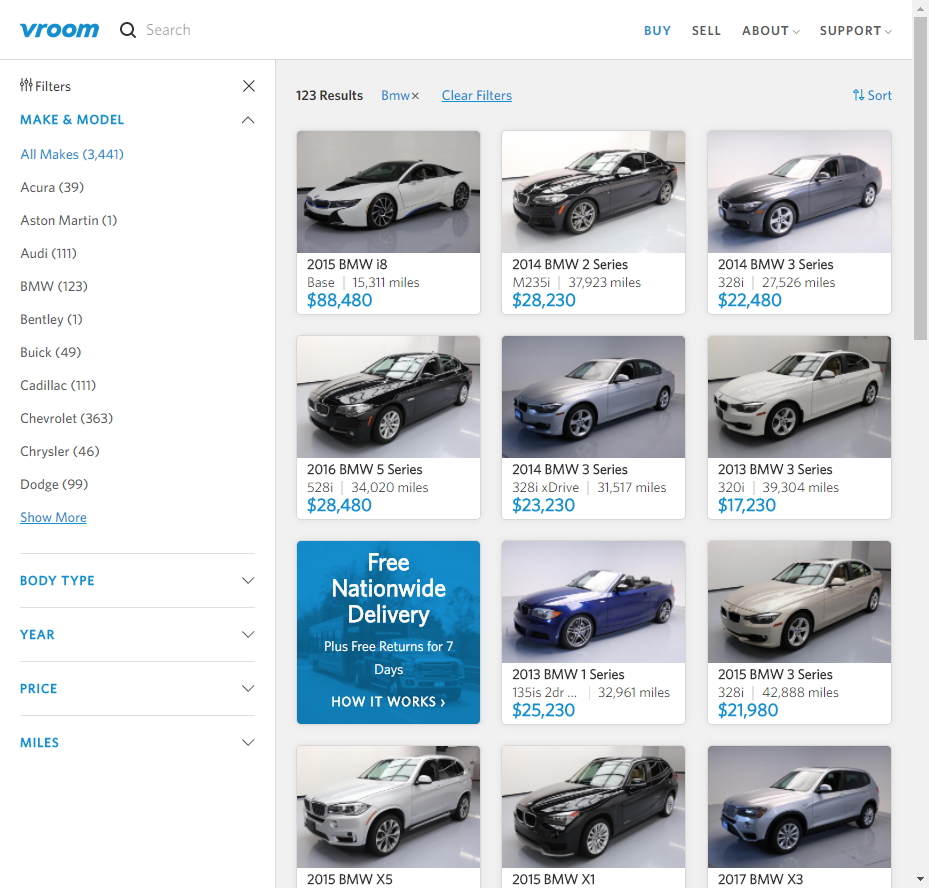 vroom
Search
BUY SELL ABOUT SUPPORT
Filters
MAKE & MODEL
All Makes (3,441)
Acura (39)
Aston Martin (1)
Audi (111)
BMW (123)
Bentley (1)
Buick (49)
Cadillac (111)
Chevrolet (363)
Chrysler (46)
Dodge (99)
Show More
BODY TYPE
YEAR
PRICE
MILES
123 Results Bmw× Clear Filters Sort
2015 BMW i8
Base | 15,311 miles
$88,480
2014 BMW 2 Series
M235i | 37,923 miles
$28,230
2014 BMW 3 Series
328i | 27,526 miles
$22,480
2016 BMW 5 Series
528i | 34,020 miles
$28,480
2014 BMW 3 Series
328i xDrive | 31,517 miles
$23,230
2013 BMW 3 Series
320i | 39,304 miles
$17,230
Free
Nationwide
Delivery
Plus Free Returns for 7
Days
HOW IT WORKS ›
2013 BMW 1 Series
135is 2dr ... | 32,961 miles
$25,230
2015 BMW 3 Series
328i | 42,888 miles
$21,980
2015 BMW X5
2015 BMW X1
2017 BMW X3